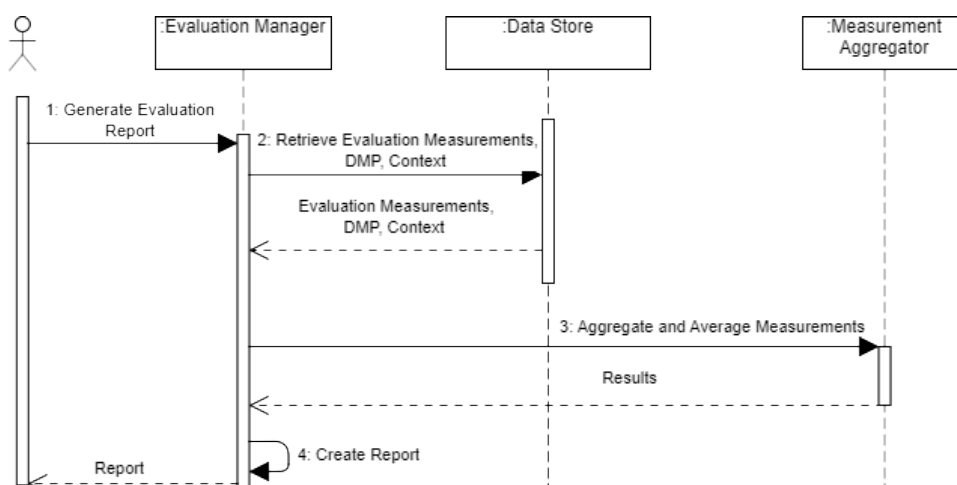 :Evaluation Manager
:Data Store
:Measurement
Aggregator
1: Generate Evaluation
Report
2: Retrieve Evaluation Measurements,
DMP, Context
Evaluation Measurements,
DMP, Context
3: Aggregate and Average Measurements
Results
4: Create Report
Report